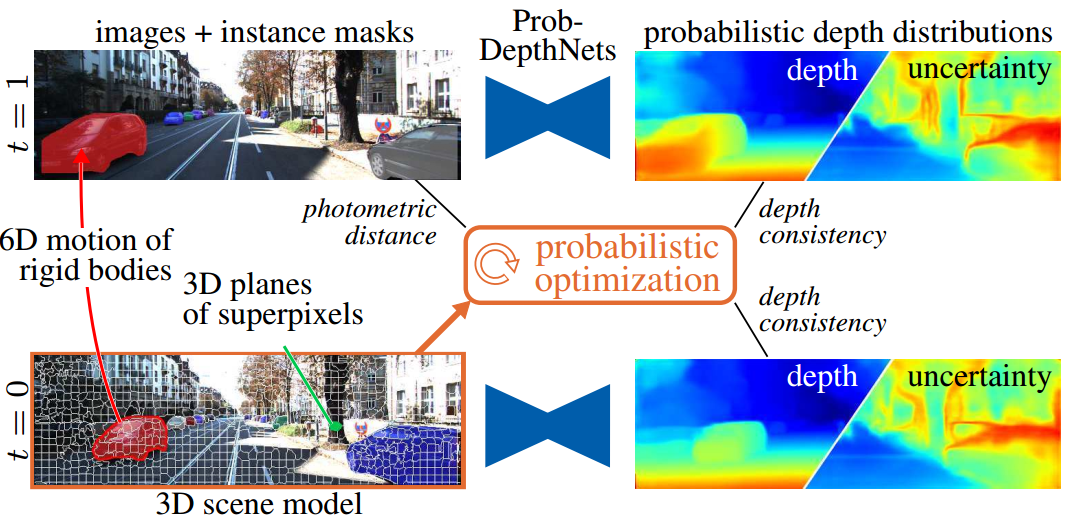 images + instance masks
Prob-
DepthNets
probabilistic depth distributions
t = 1
depth
uncertainty
photometric
distance
depth
consistency
6D motion of
rigid bodies
probabilistic
optimization
3D planes
of superpixels
depth
consistency
t = 0
depth
uncertainty
3D scene model